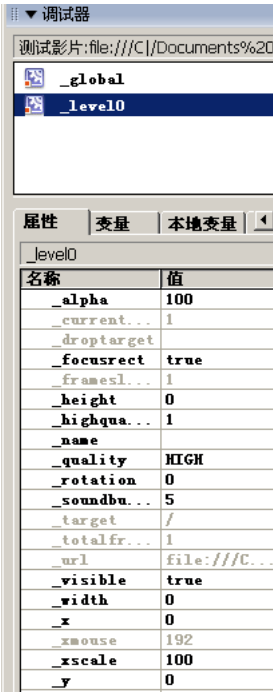 ▼ 调试器
测试影片:file:///C|/Documents%20
_global
_level0
属性 变量 本地变量
_level0
名称 值
_alpha 100
_current... 1
_droptarget
_focusrect true
_framesl... 1
_height 0
_highqua... 1
_name
_quality HIGH
_rotation 0
_soundbu... 5
_target /
_totalfr... 1
_url file:///C...
_visible true
_width 0
_x 0
_xmouse 192
_xscale 100
_y 0